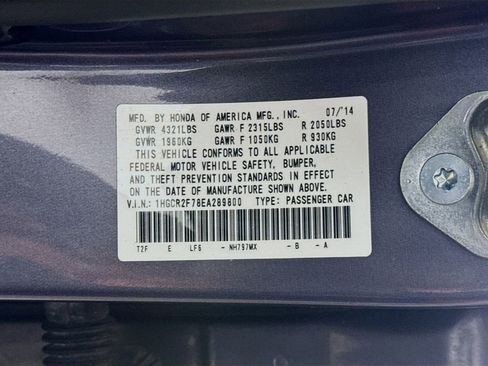 MFD. BY HONDA OF AMERICA MFG., INC. 07/'14
GVWR 4321LBS GAWR F 2315LBS R 2050LBS
GVWR 1960KG GAWR F 1050KG R 930KG
THIS VEHICLE CONFORMS TO ALL APPLICABLE
FEDERAL MOTOR VEHICLE SAFETY, BUMPER,
AND THEFT PREVENTION STANDARDS IN EFFECT
ON THE DATE OF MANUFACTURE SHOWN ABOVE.
V.I.N.: 1HGCR2F78EA289800 TYPE: PASSENGER CAR
T2F E LF6 -NH797MX -B -A